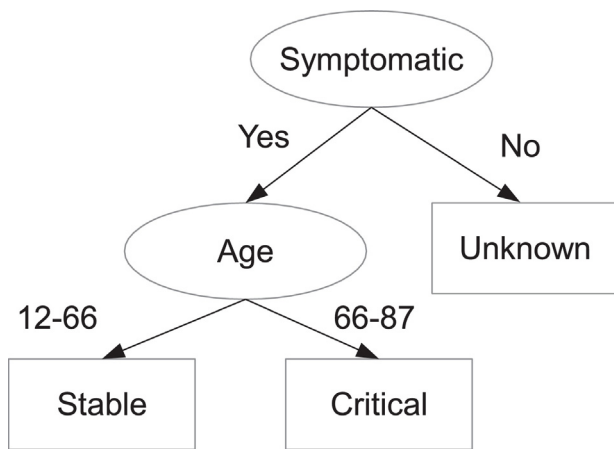 Symptomatic
Yes
No
Age
Unknown
12-66
66-87
Stable
Critical